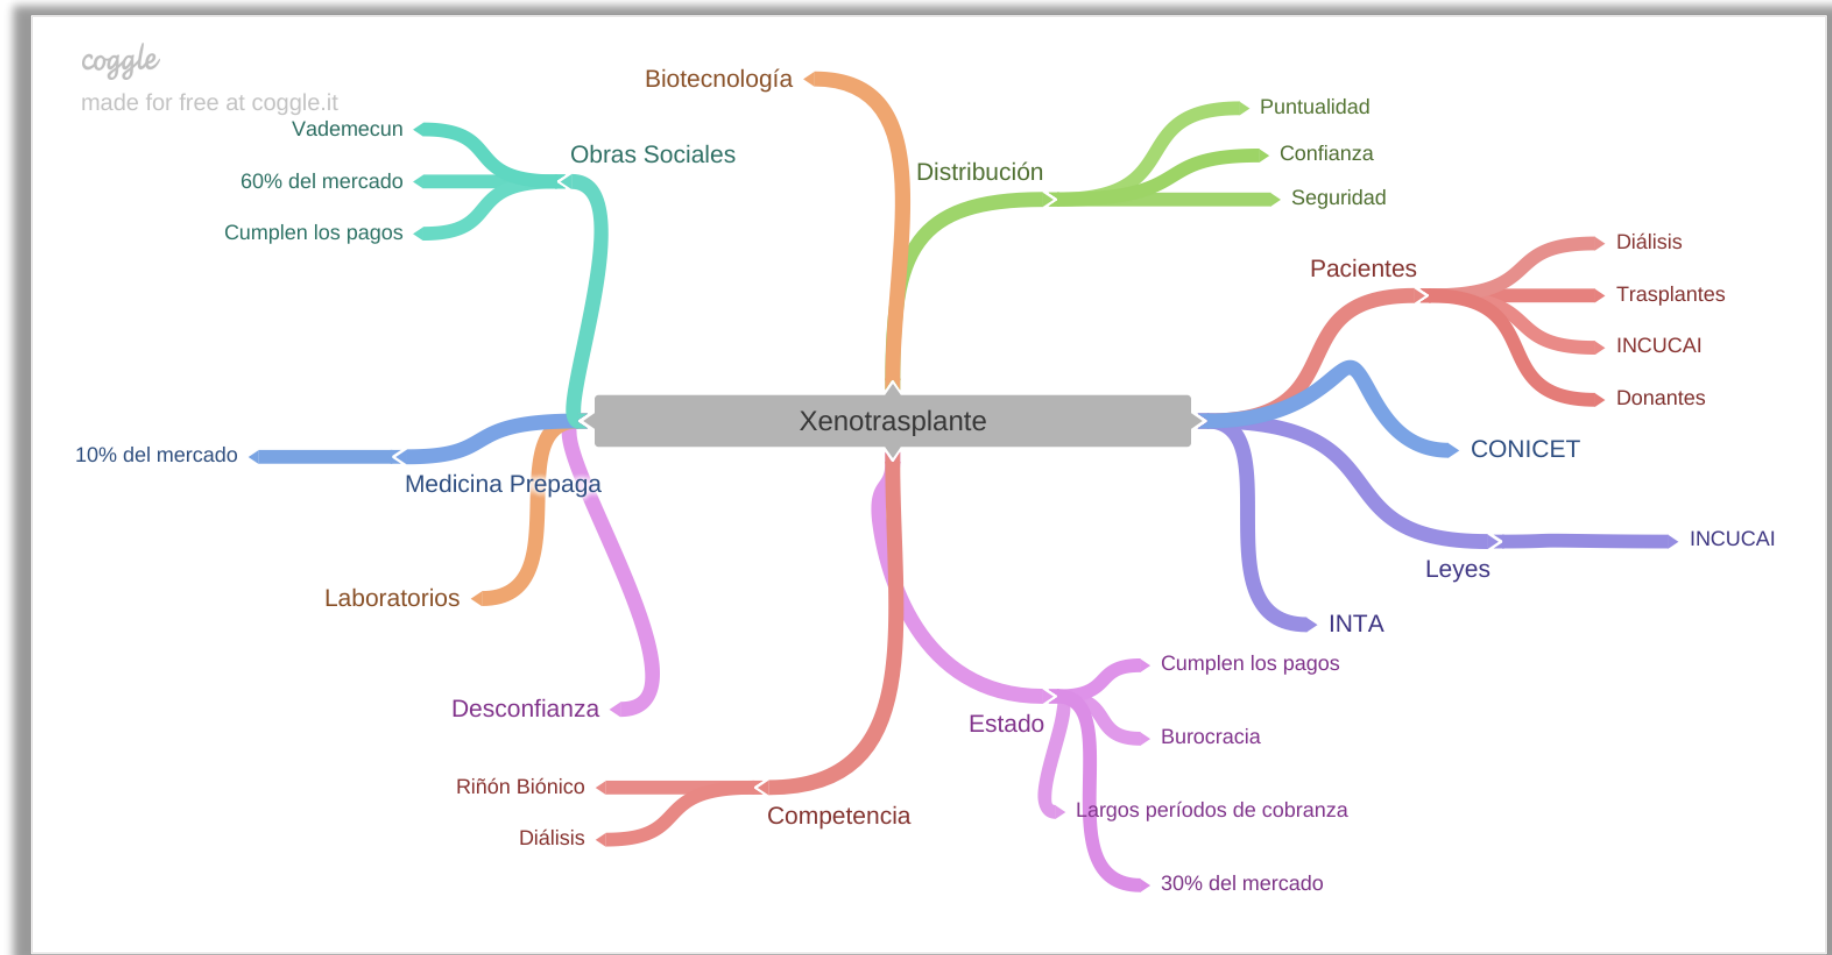 coggle
made for free at coggle.it
Biotecnología
Obras Sociales
Vademecun
60% del mercado
Cumplen los pagos
Distribución
Puntualidad
Confianza
Seguridad
Pacientes
Diálisis
Trasplantes
INCUCAI
Donantes
Xenotrasplante
CONICET
Medicina Prepaga
10% del mercado
Leyes
INCUCAI
Laboratorios
INTA
Desconfianza
Estado
Cumplen los pagos
Burocracia
Largos períodos de cobranza
30% del mercado
Competencia
Riñón Biónico
Diálisis